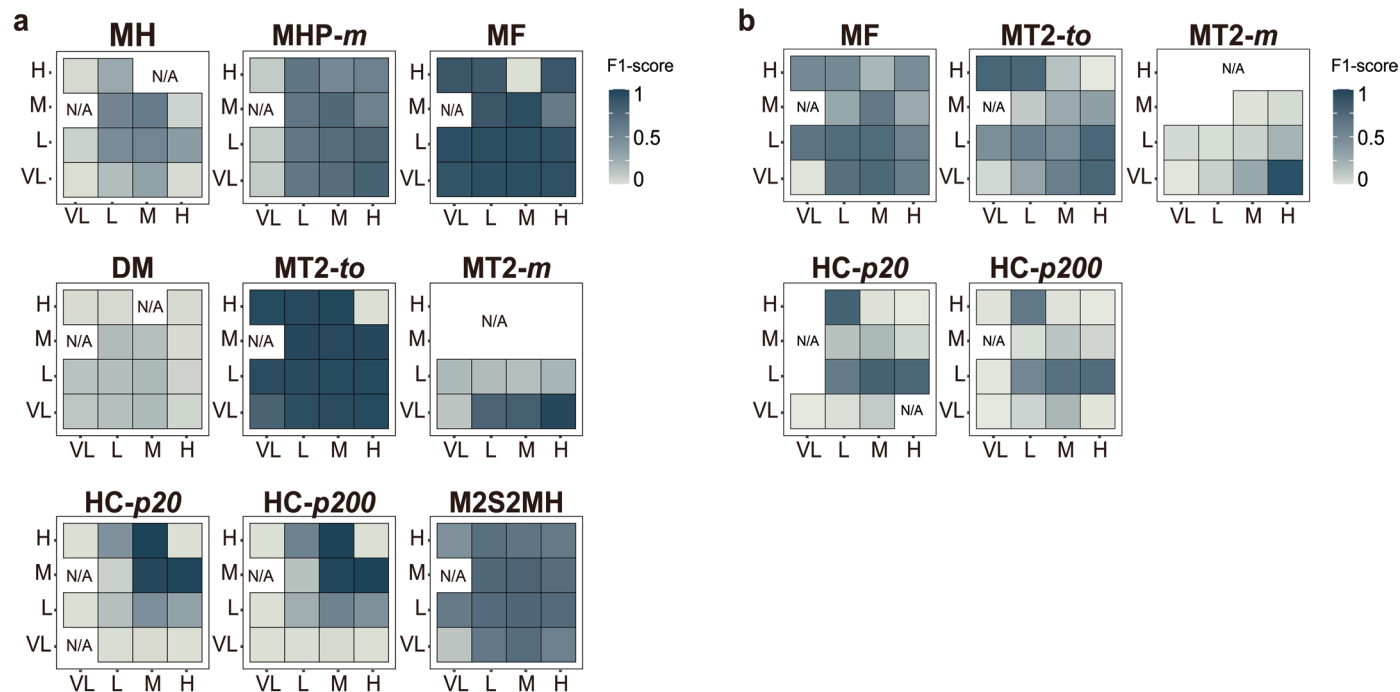 a
MH MHP-m MF
H M L VL
N/A
N/A
VL L M H
H M L VL
N/A
VL L M H
H M L VL
N/A
VL L M H
F1-score
1
0.5
0
DM MT2-to MT2-m
H M L VL
N/A
N/A
VL L M H
H M L VL
N/A
VL L M H
H M L VL
N/A
VL L M H
HC-p20 HC-p200 M2S2MH
H M L VL
N/A
N/A
VL L M H
H M L VL
N/A
VL L M H
H M L VL
N/A
VL L M H
b
MF MT2-to MT2-m
H M L VL
N/A
VL L M H
H M L VL
N/A
VL L M H
H M L VL
N/A
VL L M H
F1-score
1
0.5
0
HC-p20 HC-p200
H M L VL
N/A
N/A
VL L M H
H M L VL
N/A
VL L M H